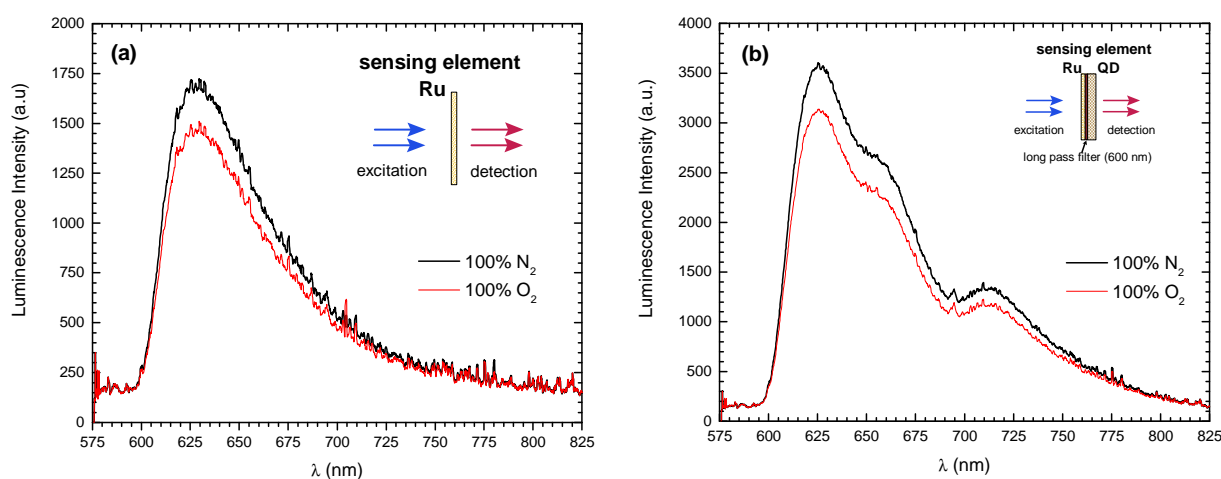 (a)
sensing element
Ru
excitation
detection
100% N2
100% O2
Luminescence Intensity (a.u)
2000
1750
1500
1250
1000
750
500
250
0
575 600 625 650 675 700 725 750 775 800 825
λ (nm)
(b)
sensing element
Ru QD
excitation
detection
long pass filter (600 nm)
100% N2
100% O2
Luminescence Intensity (a.u.)
4000
3500
3000
2500
2000
1500
1000
500
0
575 600 625 650 675 700 725 750 775 800 825
λ (nm)